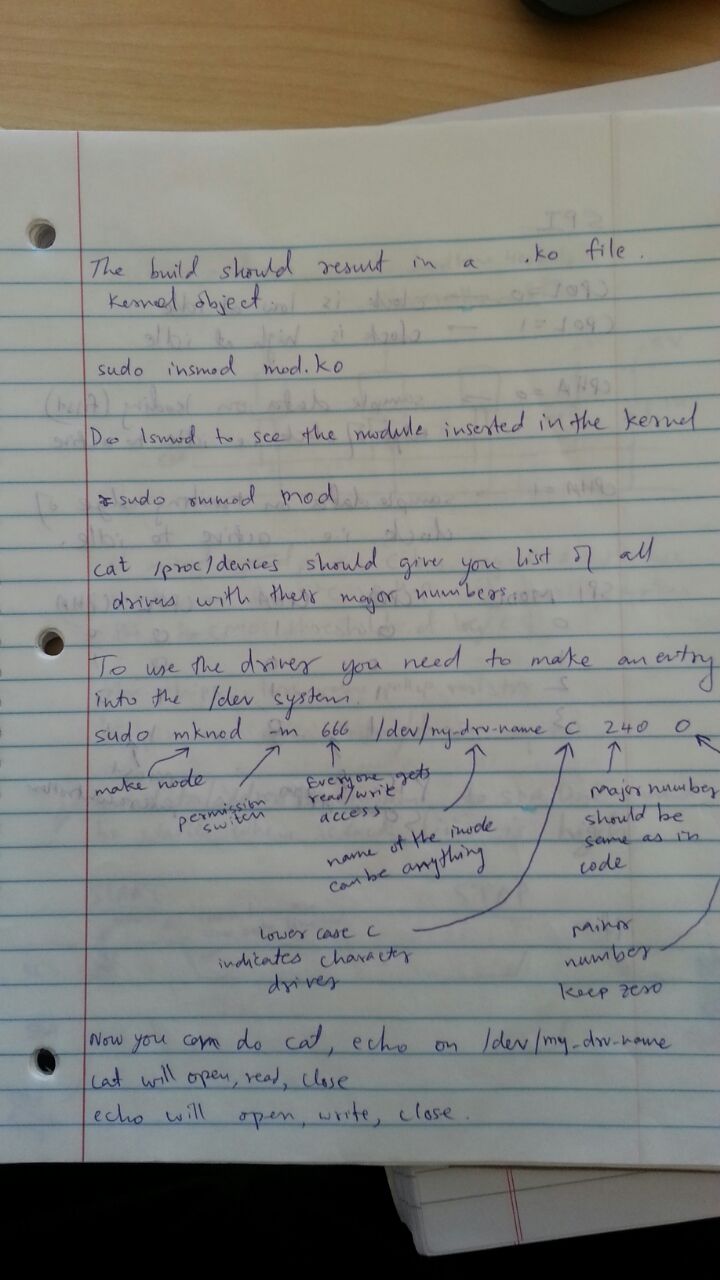 The build should result in a .ko file.
Kernel object.
sudo insmod mod.ko
Do lsmod to see the module inserted in the kernel
sudo rmmod mod
cat /proc/devices should give you list of all
drivers with their major numbers
To use the driver you need to make an entry
into the /dev system.
sudo mknod -m 666 /dev/my-drv-name C 240 0
make node
permission
switch
Everyone gets
read/write
access
name of the inode
can be anything
major number
should be
same as in
code
lower case c
indicates character
driver
minor
number
keep zero
Now you can do cat, echo on /dev/my-drv-name
cat will open, read, close
echo will open, write, close.